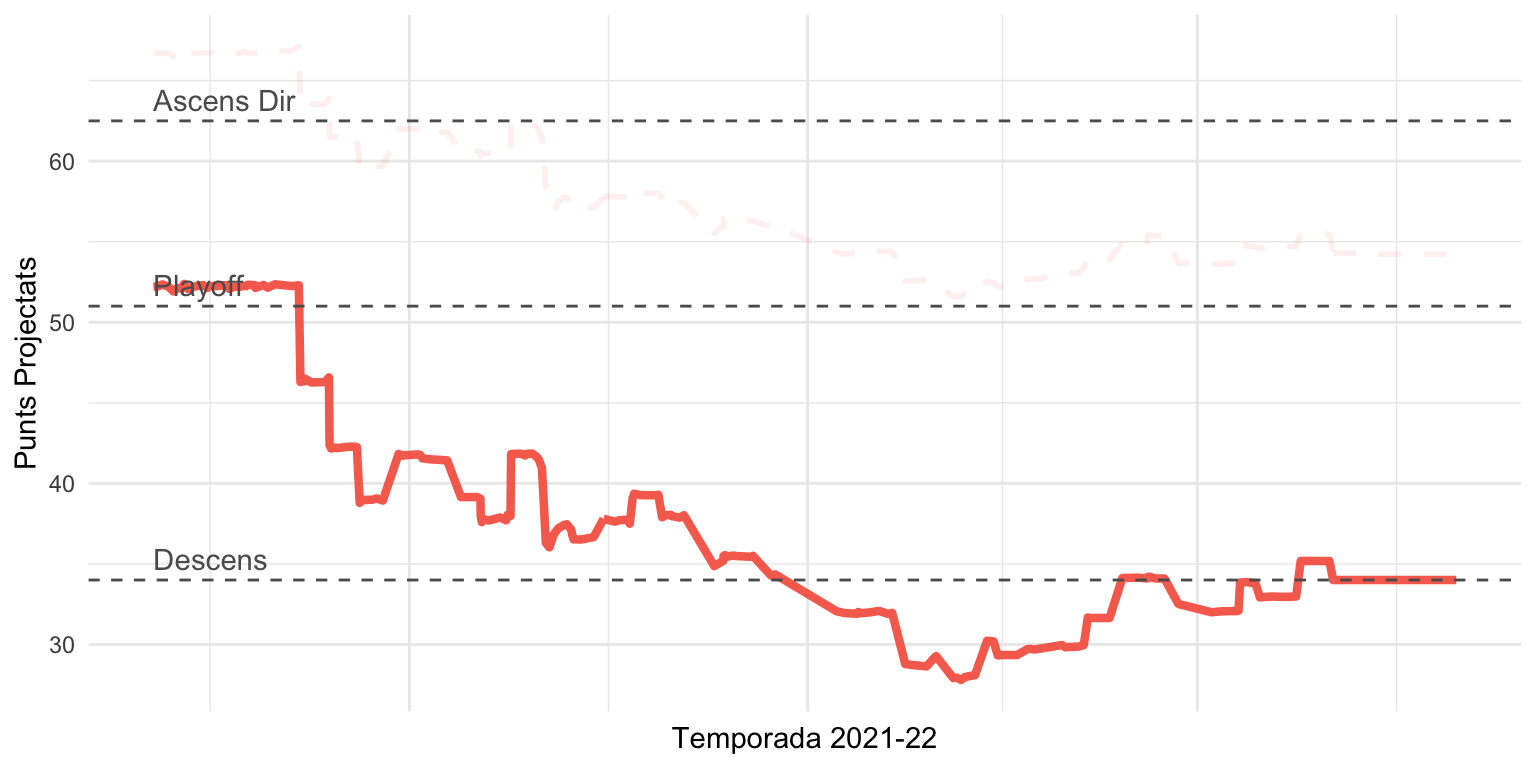 Ascens Dir
60
Playoff
50
Punts Projectats
40
Descens
30
Temporada 2021-22